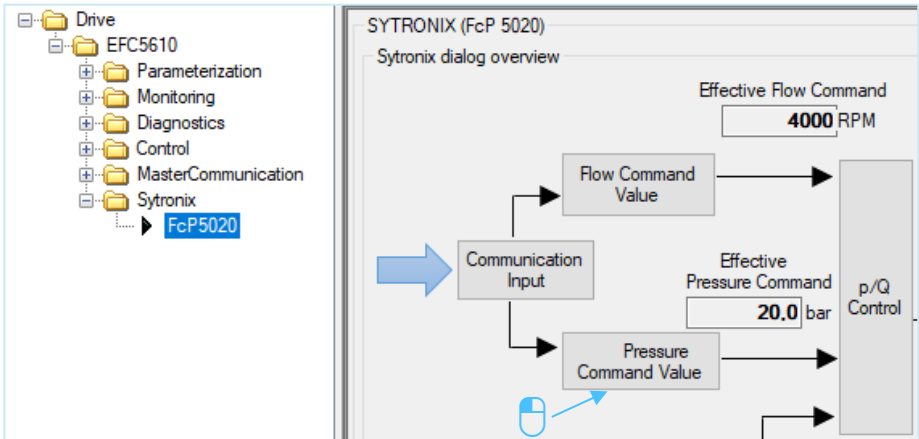 Drive
EFC5610
Parameterization
Monitoring
Diagnostics
Control
MasterCommunication
Sytronix
FcP5020
SYTRONIX (FcP 5020)
Sytronix dialog overview
Effective Flow Command
4000 RPM
Flow Command
Value
Communication
Input
Effective
Pressure Command
20,0 bar
p/Q
Control
Pressure
Command Value